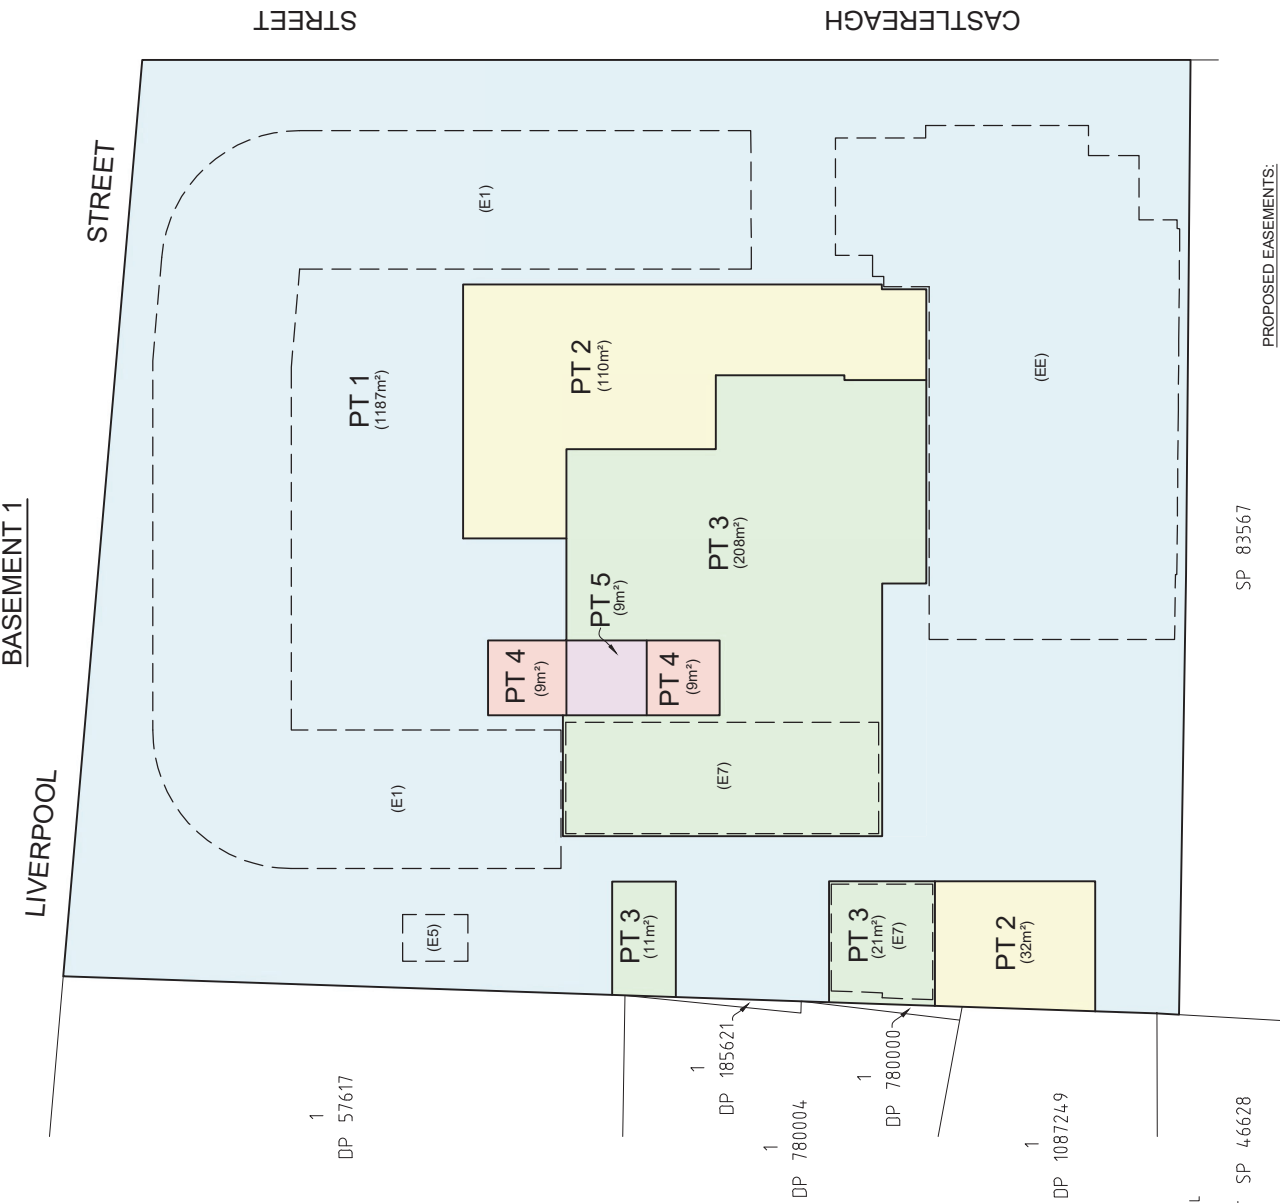 BASEMENT 1
LIVERPOOL
STREET
CASTLEREAGH
STREET
PT 1
(1187m²)
(E1)
(E1)
(E5)
PT 2
(110m²)
PT 3
(208m²)
PT 5
(9m²)
PT 4
(9m²)
PT 4
(9m²)
(E7)
(EE)
PT 3
(11m²)
PT 3
(21m²)
(E7)
PT 2
(32m²)
1
DP 57617
1
DP 185621
1
DP 780004
1
DP 780000
1
DP 1087249
SP 46628
SP 83567
PROPOSED EASEMENTS: